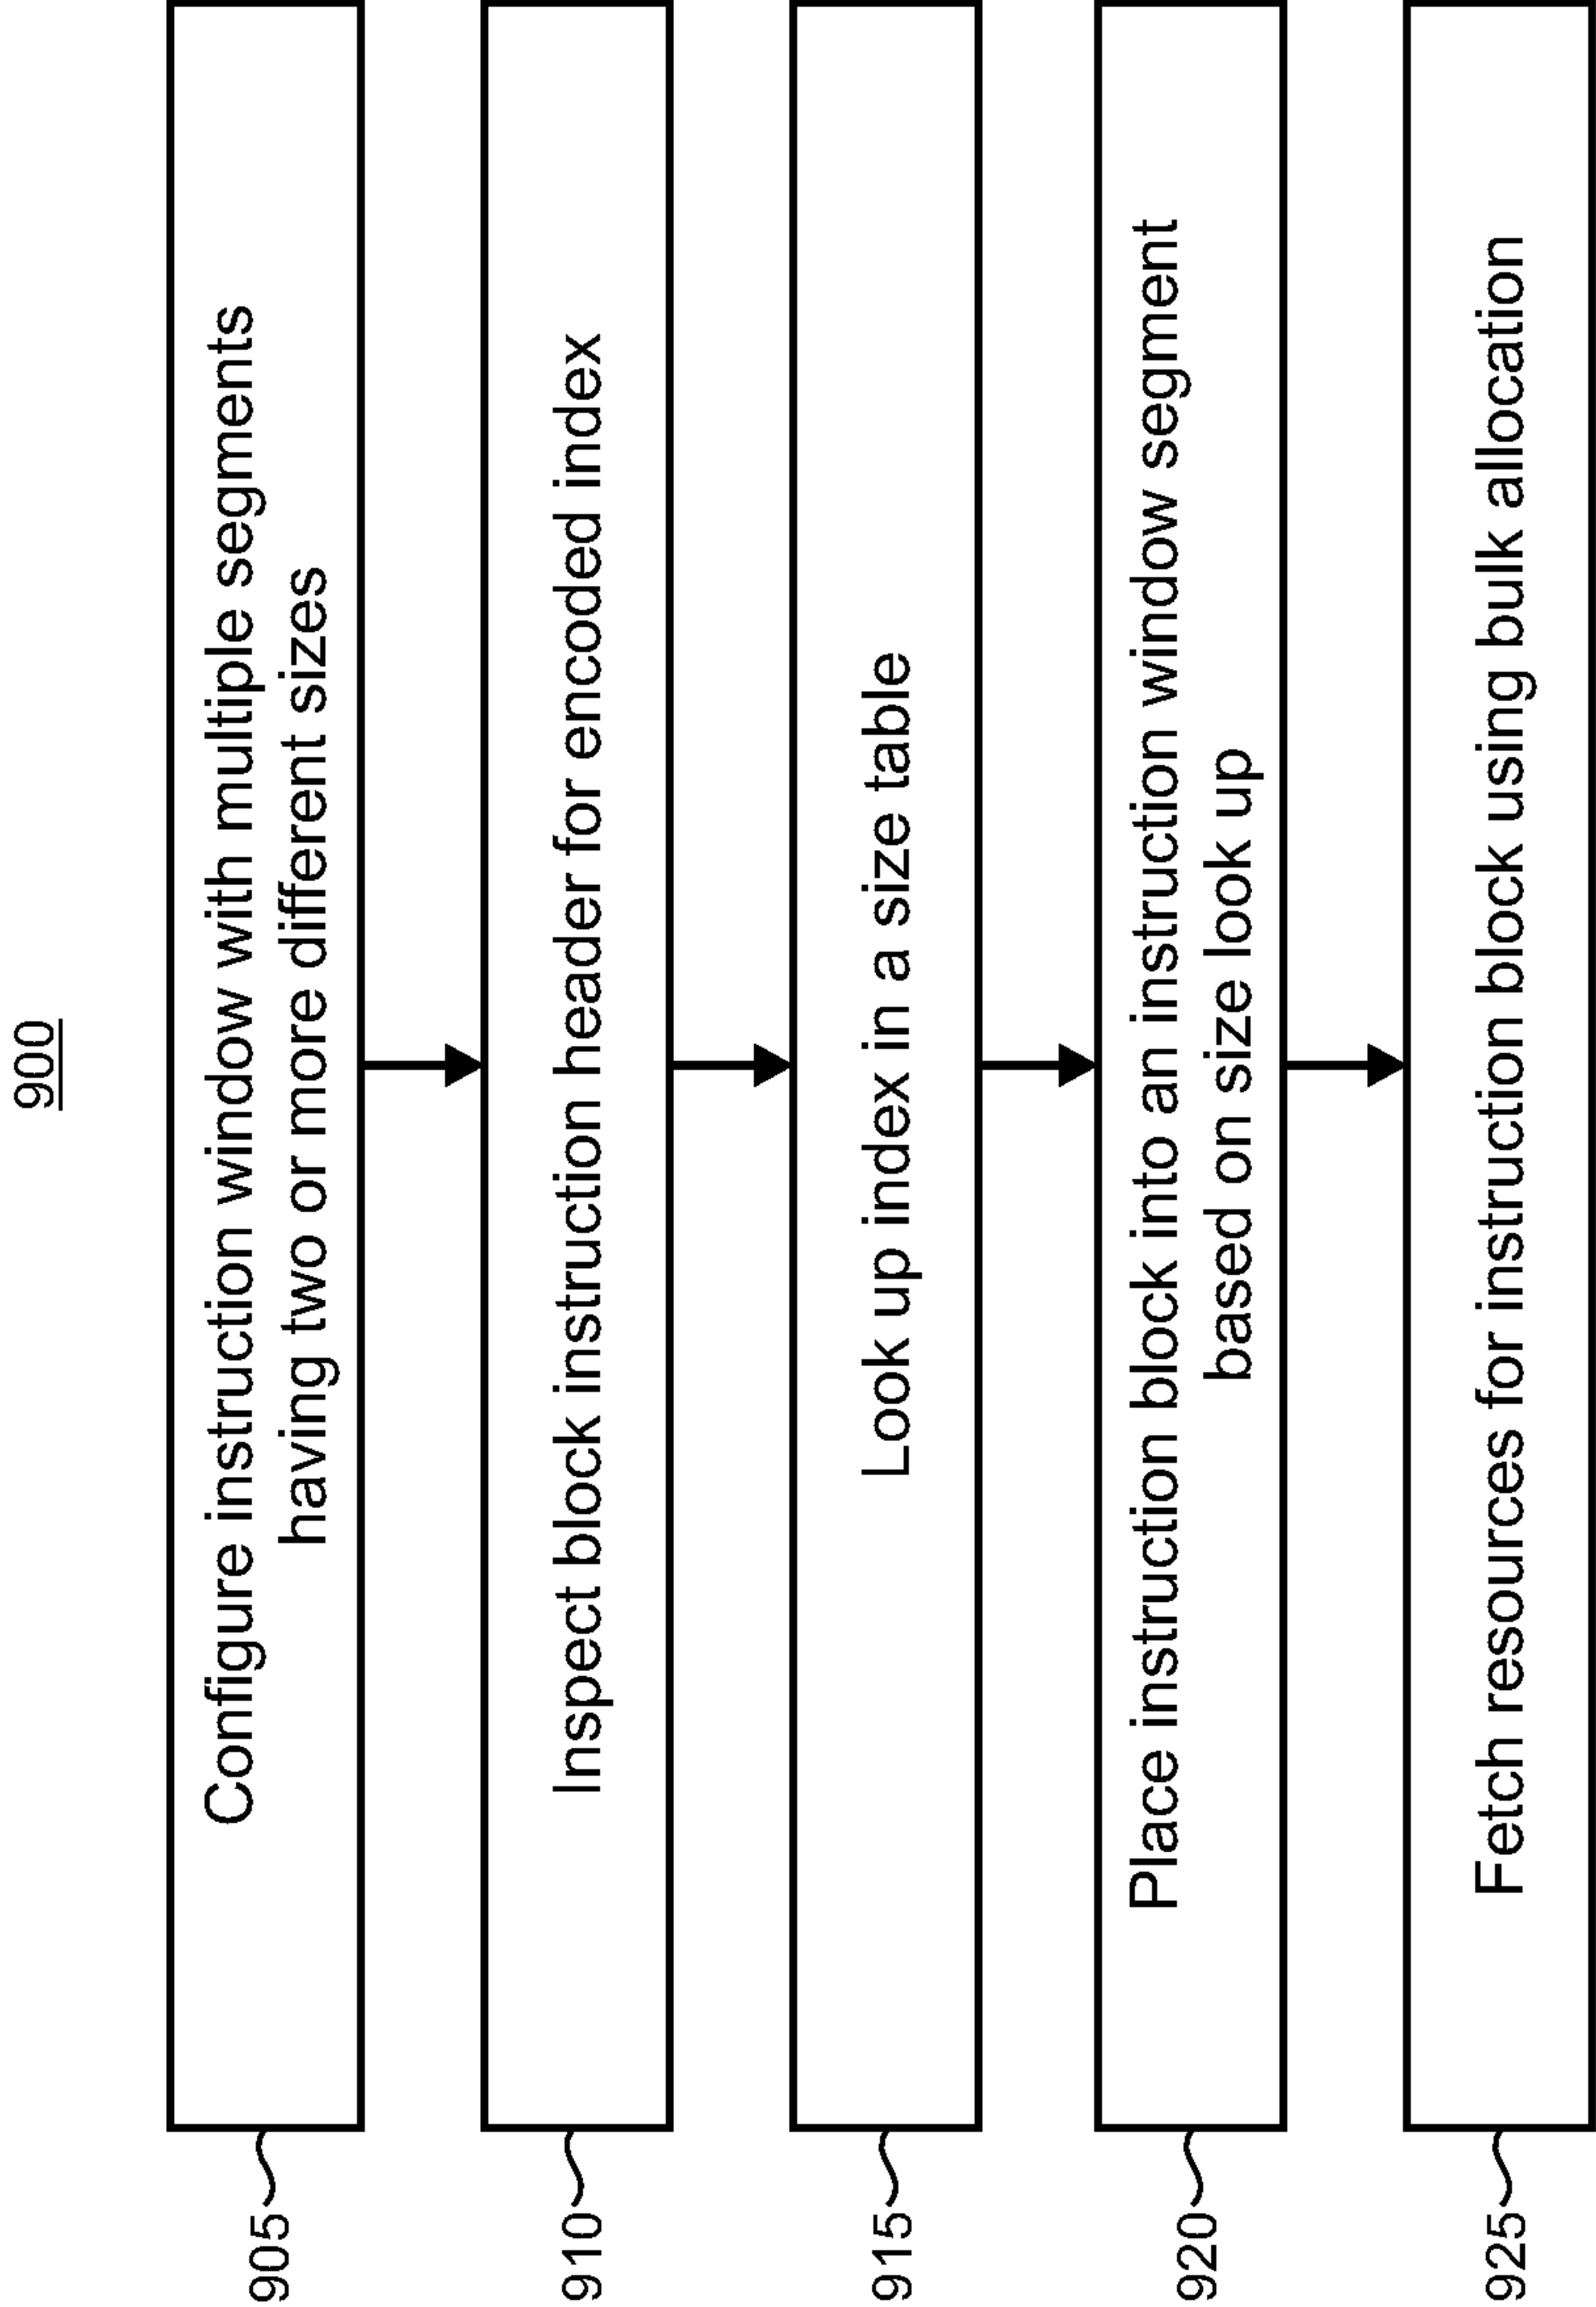 900
905
Configure instruction window with multiple segments
having two or more different sizes
910
Inspect block instruction header for encoded index
915
Look up index in a size table
920
Place instruction block into an instruction window segment
based on size look up
925
Fetch resources for instruction block using bulk allocation